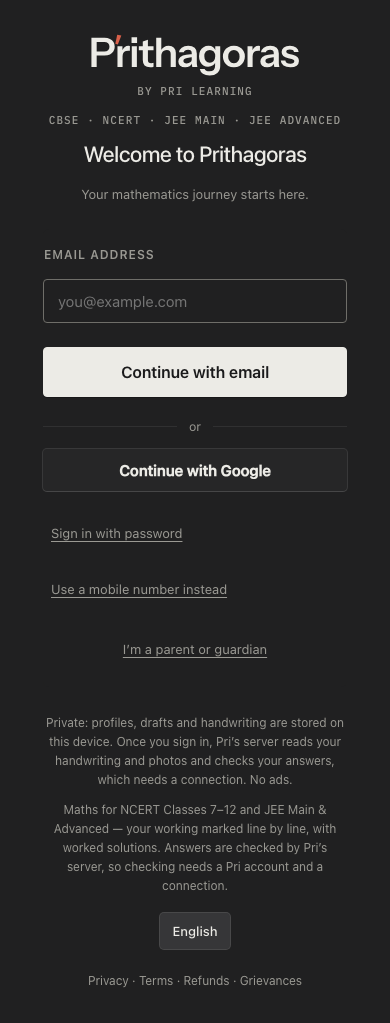 Prithagoras
BY PRI LEARNING
CBSE · NCERT · JEE MAIN · JEE ADVANCED
Welcome to Prithagoras
Your mathematics journey starts here.
EMAIL ADDRESS
you@example.com
Continue with email
or
Continue with Google
Sign in with password
Use a mobile number instead
I’m a parent or guardian
Private: profiles, drafts and handwriting are stored on
this device. Once you sign in, Pri’s server reads your
handwriting and photos and checks your answers,
which needs a connection. No ads.
Maths for NCERT Classes 7–12 and JEE Main &
Advanced — your working marked line by line, with
worked solutions. Answers are checked by Pri’s
server, so checking needs a Pri account and a
connection.
English
Privacy · Terms · Refunds · Grievances